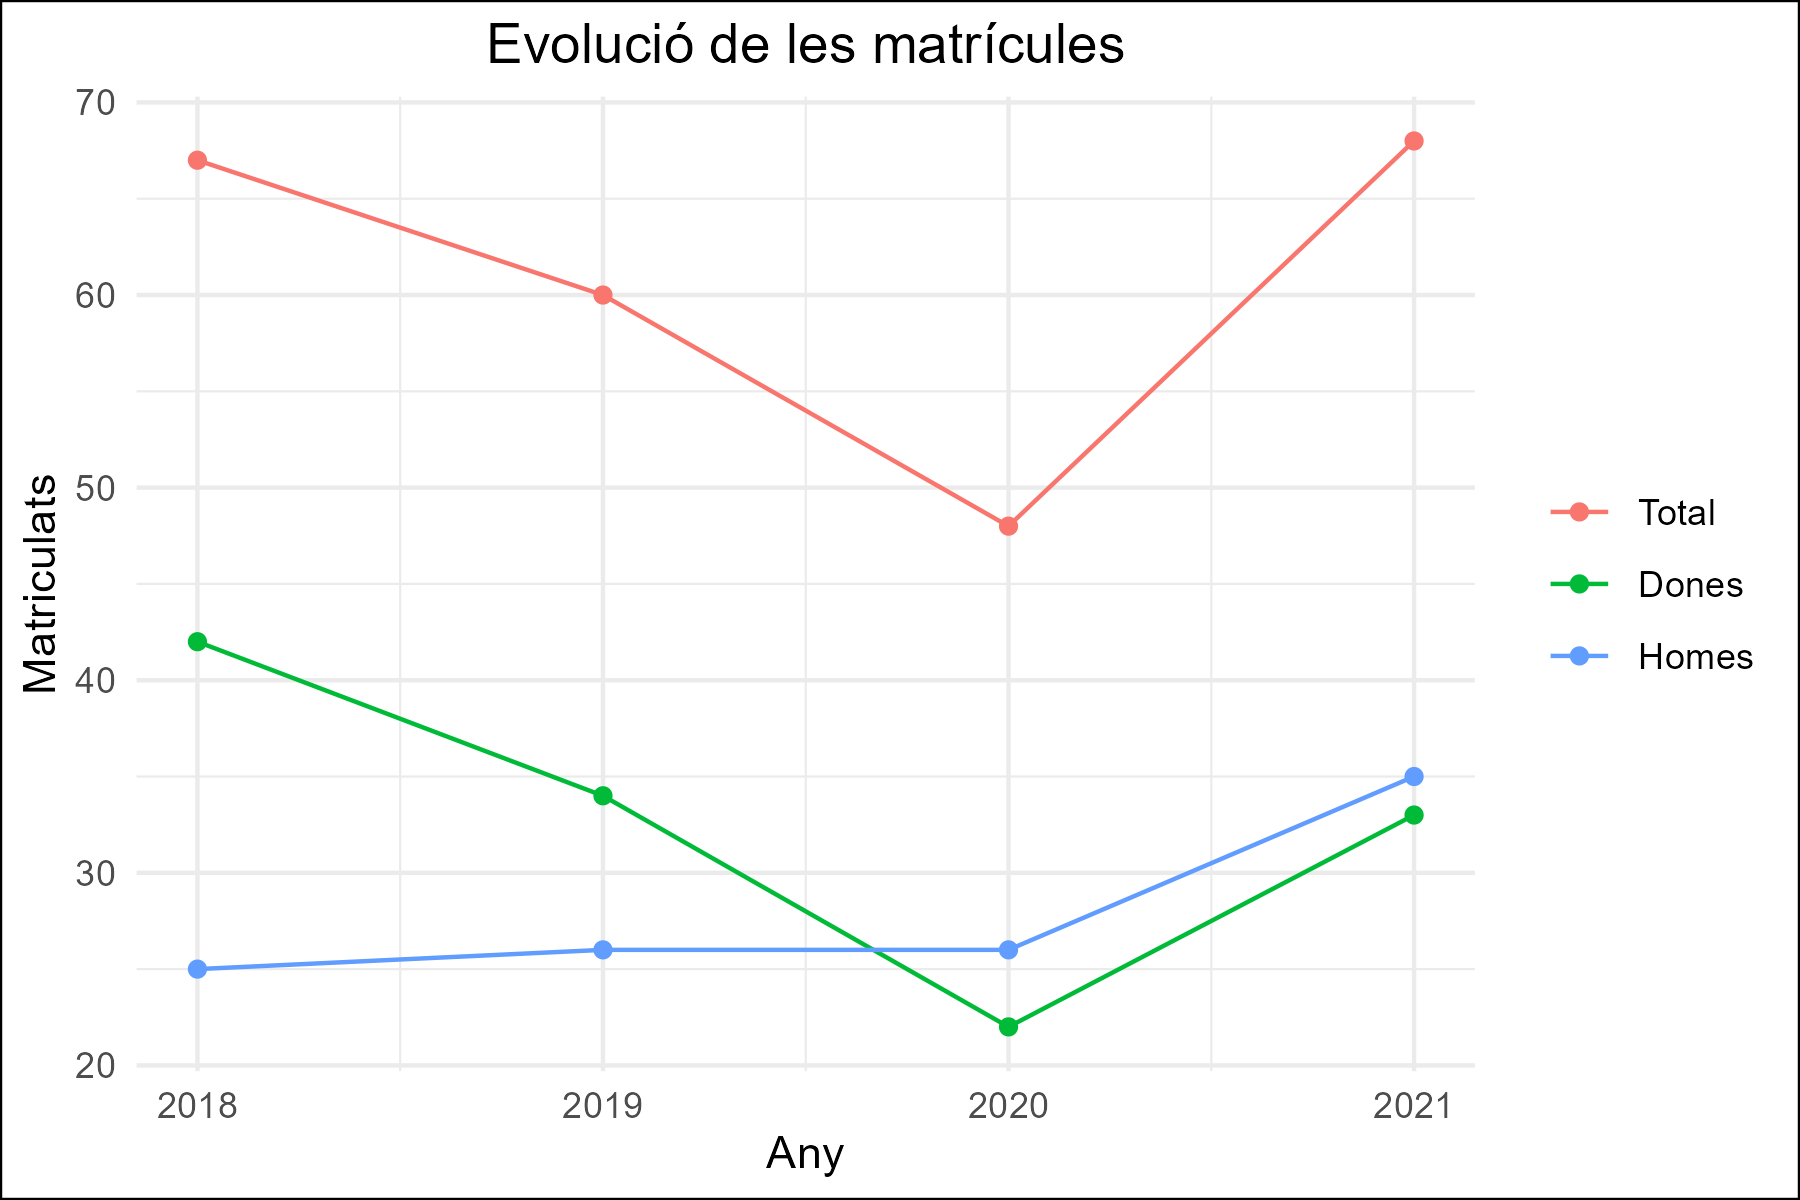 Evolució de les matrícules
Matriculats
70
60
50
40
30
20
2018 2019 2020 2021
Any
Total
Dones
Homes